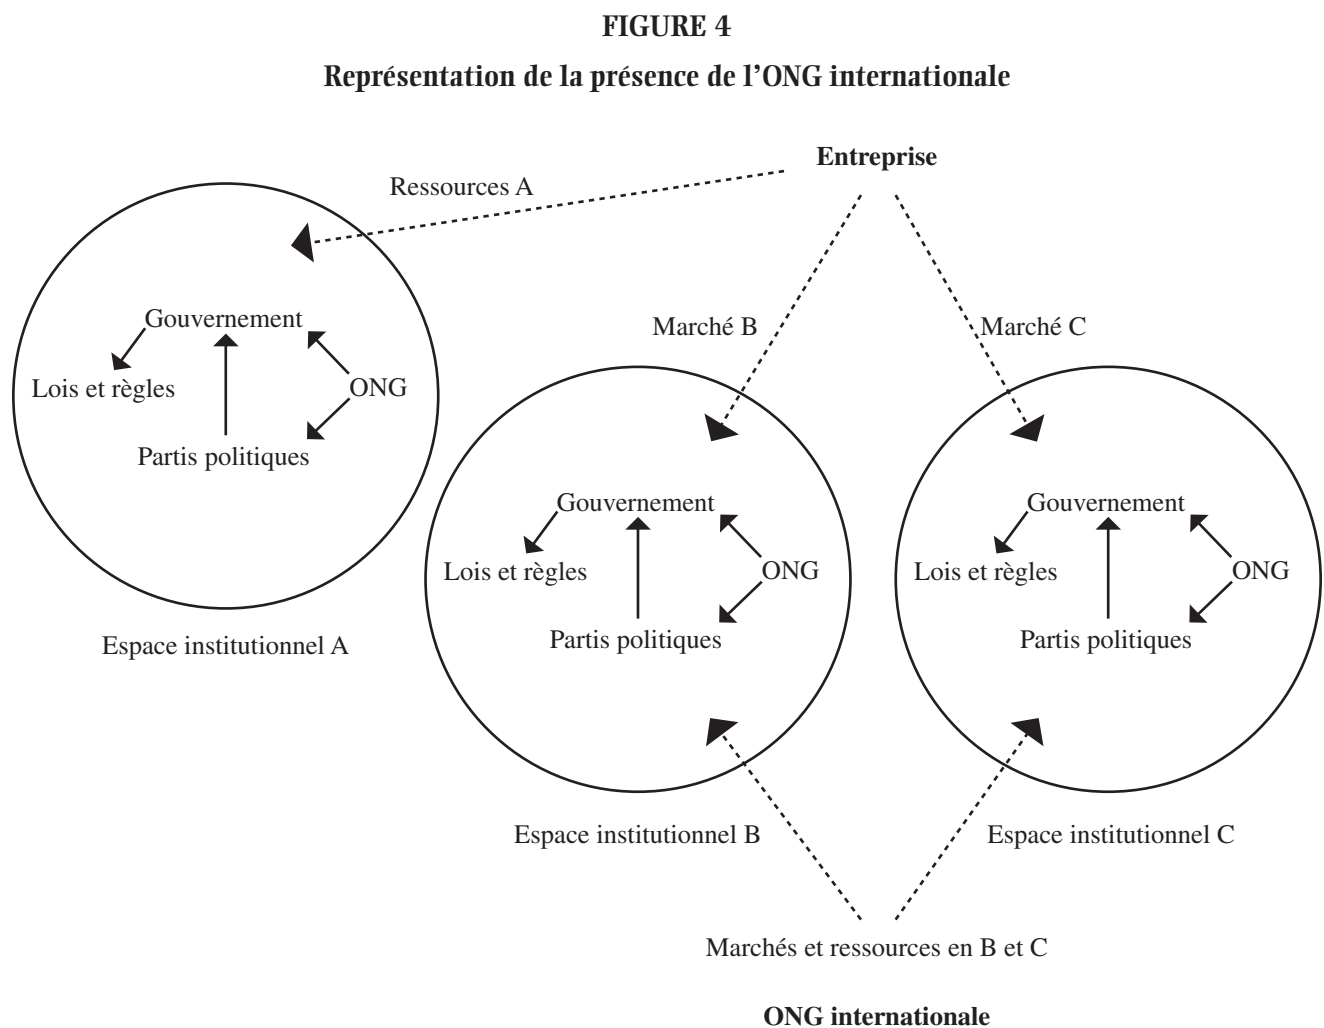 FIGURE 4
Représentation de la présence de l’ONG internationale
Entreprise
Ressources A
Marché B
Marché C
Gouvernement
Lois et règles
ONG
Partis politiques
Espace institutionnel A
Gouvernement
Lois et règles
ONG
Partis politiques
Espace institutionnel B
Gouvernement
Lois et règles
ONG
Partis politiques
Espace institutionnel C
Marchés et ressources en B et C
ONG internationale